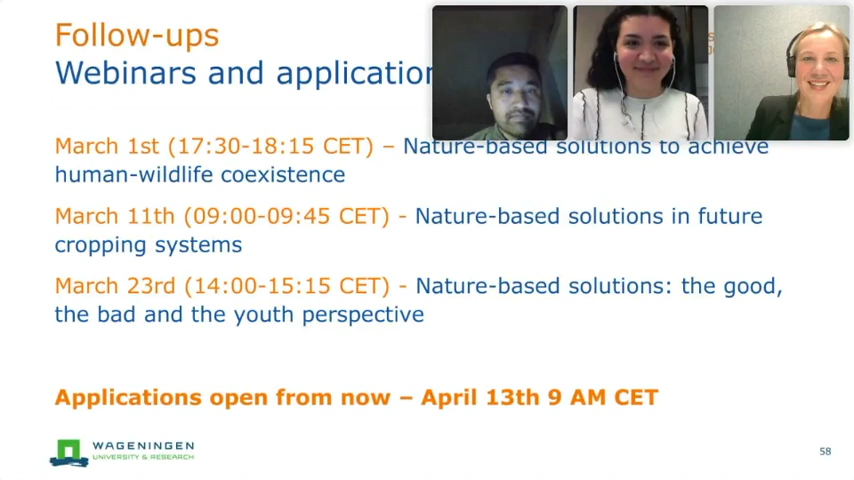 Follow-ups
Webinars and application
March 1st (17:30-18:15 CET) – Nature-based solutions to achieve
human-wildlife coexistence
March 11th (09:00-09:45 CET) - Nature-based solutions in future
cropping systems
March 23rd (14:00-15:15 CET) - Nature-based solutions: the good,
the bad and the youth perspective
Applications open from now – April 13th 9 AM CET
WAGENINGEN
UNIVERSITY & RESEARCH
58